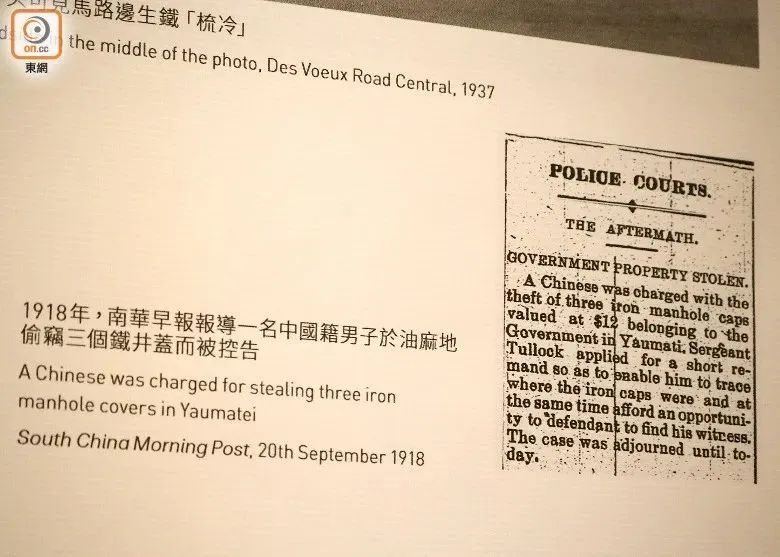 見馬路邊生鐵「梳冷」
the middle of the photo, Des Voeux Road Central, 1937
on.cc
東網
POLICE COURTS.
THE AFTERMATH.
GOVERNMENT PROPERTY STOLEN.
A Chinese was charged with the
theft of three iron manhole caps
valued at $12 belonging to the
Government in Yaumati. Sergeant
Tullock applied for a short re-
mand so as to enable him to trace
where the iron caps were and at
the same time afford an opportuni-
ty to defendant to find his witness.
The case was adjourned until to-
day.
1918年，南華早報報導一名中國籍男子於油麻地
偷竊三個鐵井蓋而被控告
A Chinese was charged for stealing three iron
manhole covers in Yaumatei
South China Morning Post, 20th September 1918